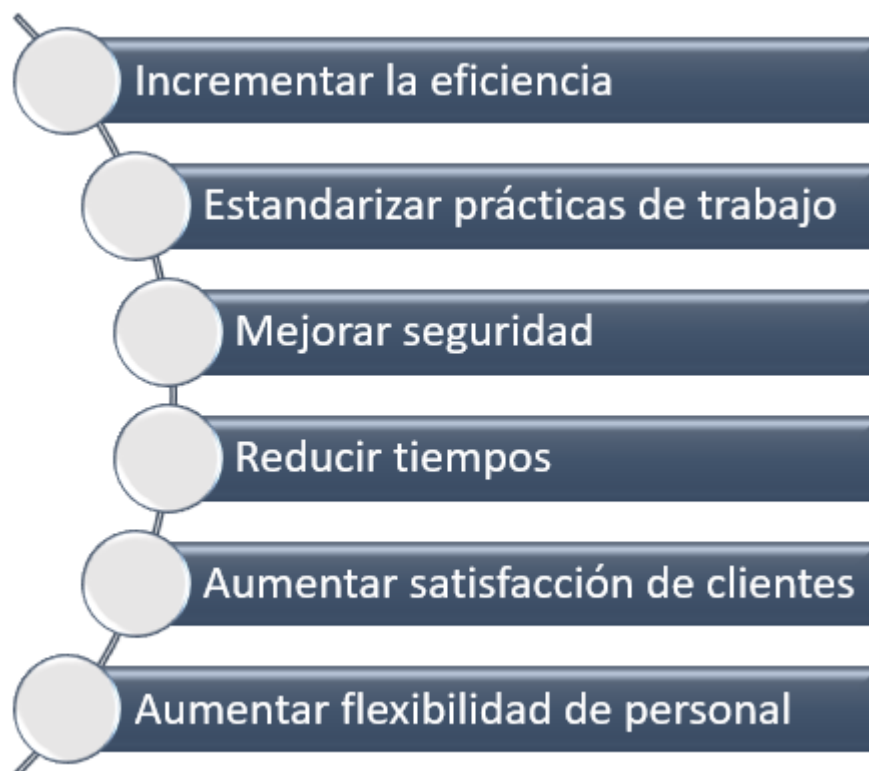 Incrementar la eficiencia
Estandarizar prácticas de trabajo
Mejorar seguridad
Reducir tiempos
Aumentar satisfacción de clientes
Aumentar flexibilidad de personal